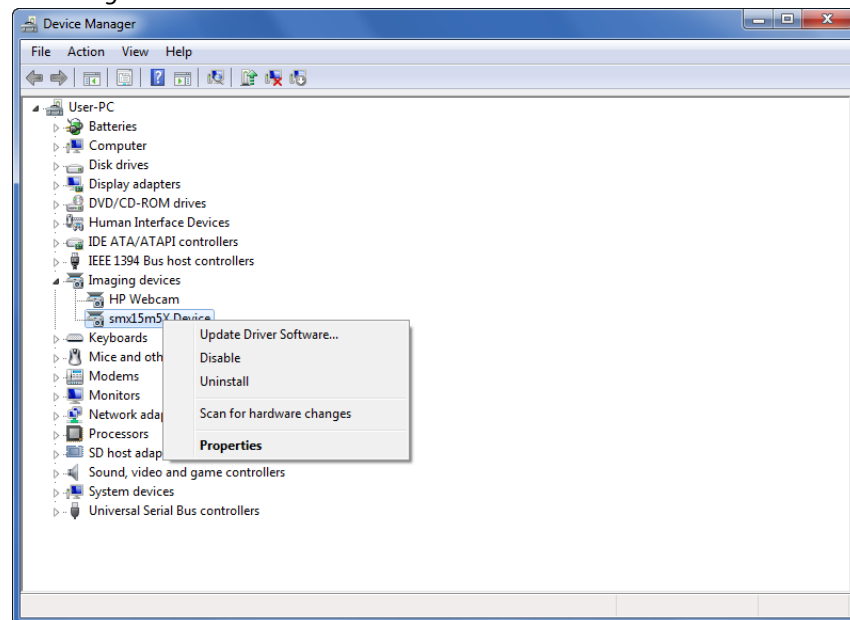 Device Manager
File Action View Help
User-PC
Batteries
Computer
Disk drives
Display adapters
DVD/CD-ROM drives
Human Interface Devices
IDE ATA/ATAPI controllers
IEEE 1394 Bus host controllers
Imaging devices
HP Webcam
smx15m5X Device
Keyboards
Mice and oth
Modems
Monitors
Network adap
Processors
SD host adap
Sound, video and game controllers
System devices
Universal Serial Bus controllers
Update Driver Software...
Disable
Uninstall
Scan for hardware changes
Properties